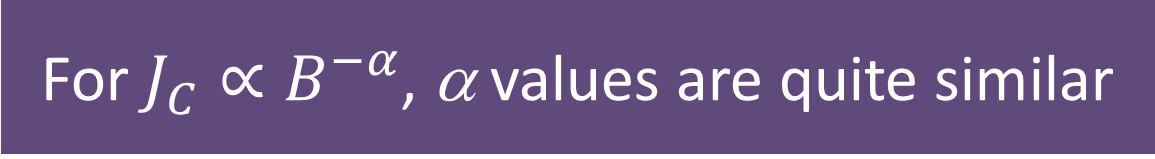 For J_C ∝ B^{−α}, α values are quite similar